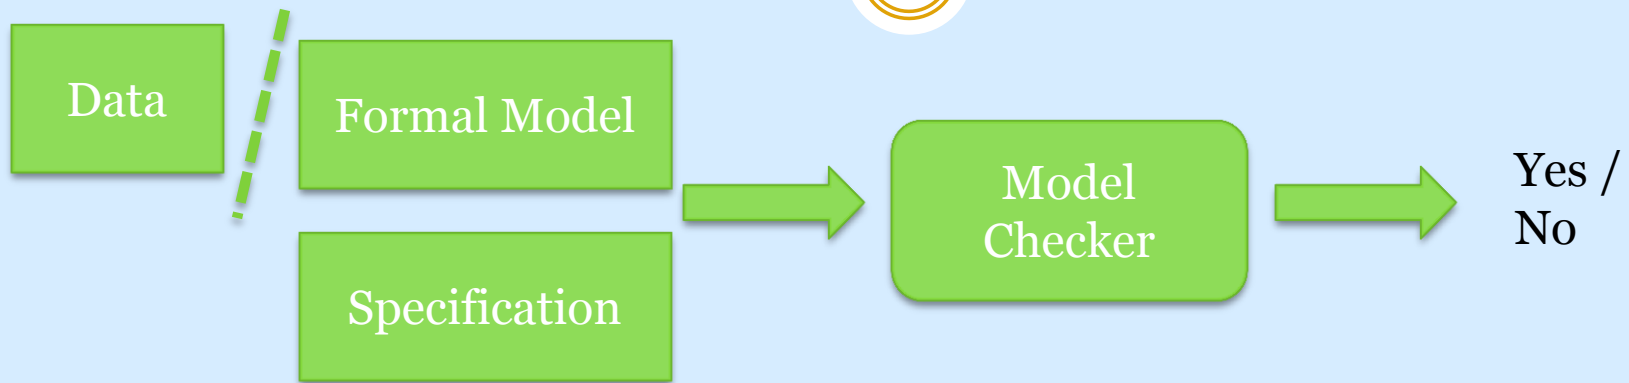 Data
Formal Model
Specification
Model
Checker
Yes /
No